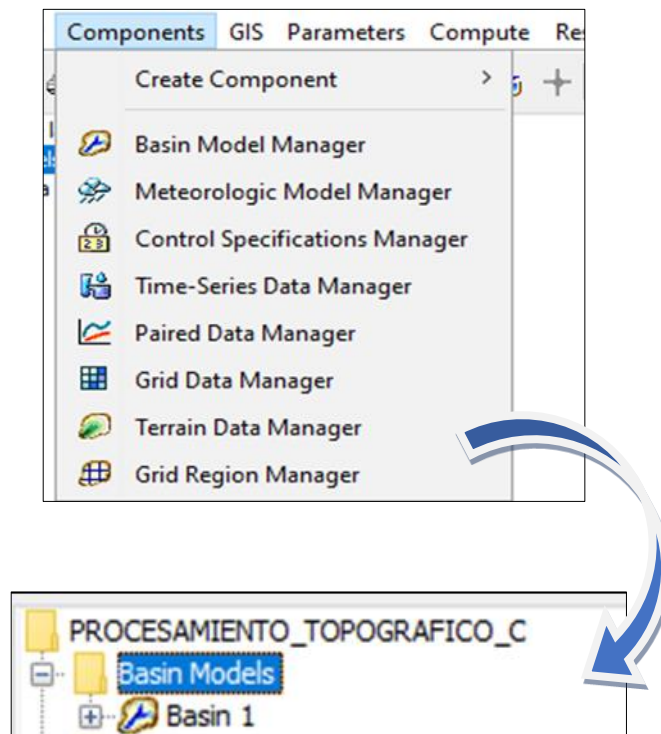 Components GIS Parameters Compute Re
Create Component >
Basin Model Manager
Meteorologic Model Manager
Control Specifications Manager
Time-Series Data Manager
Paired Data Manager
Grid Data Manager
Terrain Data Manager
Grid Region Manager
PROCESAMIENTO_TOPOGRAFICO_C
Basin Models
Basin 1